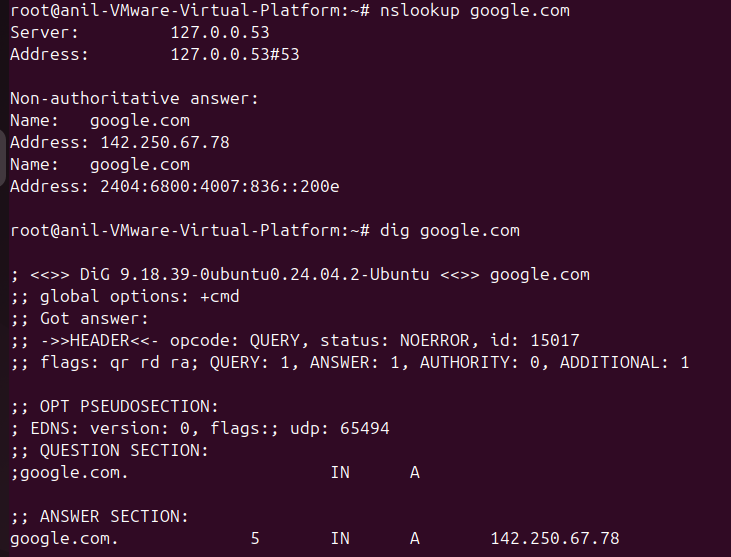 root@anil-VMware-Virtual-Platform:~# nslookup google.com
Server:         127.0.0.53
Address:        127.0.0.53#53
Non-authoritative answer:
Name:   google.com
Address: 142.250.67.78
Name:   google.com
Address: 2404:6800:4007:836::200e
root@anil-VMware-Virtual-Platform:~# dig google.com
; <<>> DiG 9.18.39-0ubuntu0.24.04.2-Ubuntu <<>> google.com
;; global options: +cmd
;; Got answer:
;; ->>HEADER<<- opcode: QUERY, status: NOERROR, id: 15017
;; flags: qr rd ra; QUERY: 1, ANSWER: 1, AUTHORITY: 0, ADDITIONAL: 1
;; OPT PSEUDOSECTION:
; EDNS: version: 0, flags:; udp: 65494
;; QUESTION SECTION:
;google.com.                    IN      A
;; ANSWER SECTION:
google.com.             5       IN      A       142.250.67.78